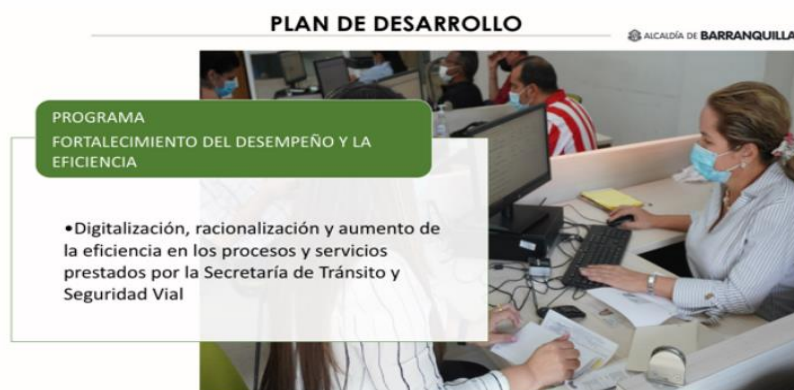 PLAN DE DESARROLLO
ALCALDÍA DE BARRANQUILLA
PROGRAMA
FORTALECIMIENTO DEL DESEMPEÑO Y LA
EFICIENCIA
•Digitalización, racionalización y aumento de
la eficiencia en los procesos y servicios
prestados por la Secretaría de Tránsito y
Seguridad Vial